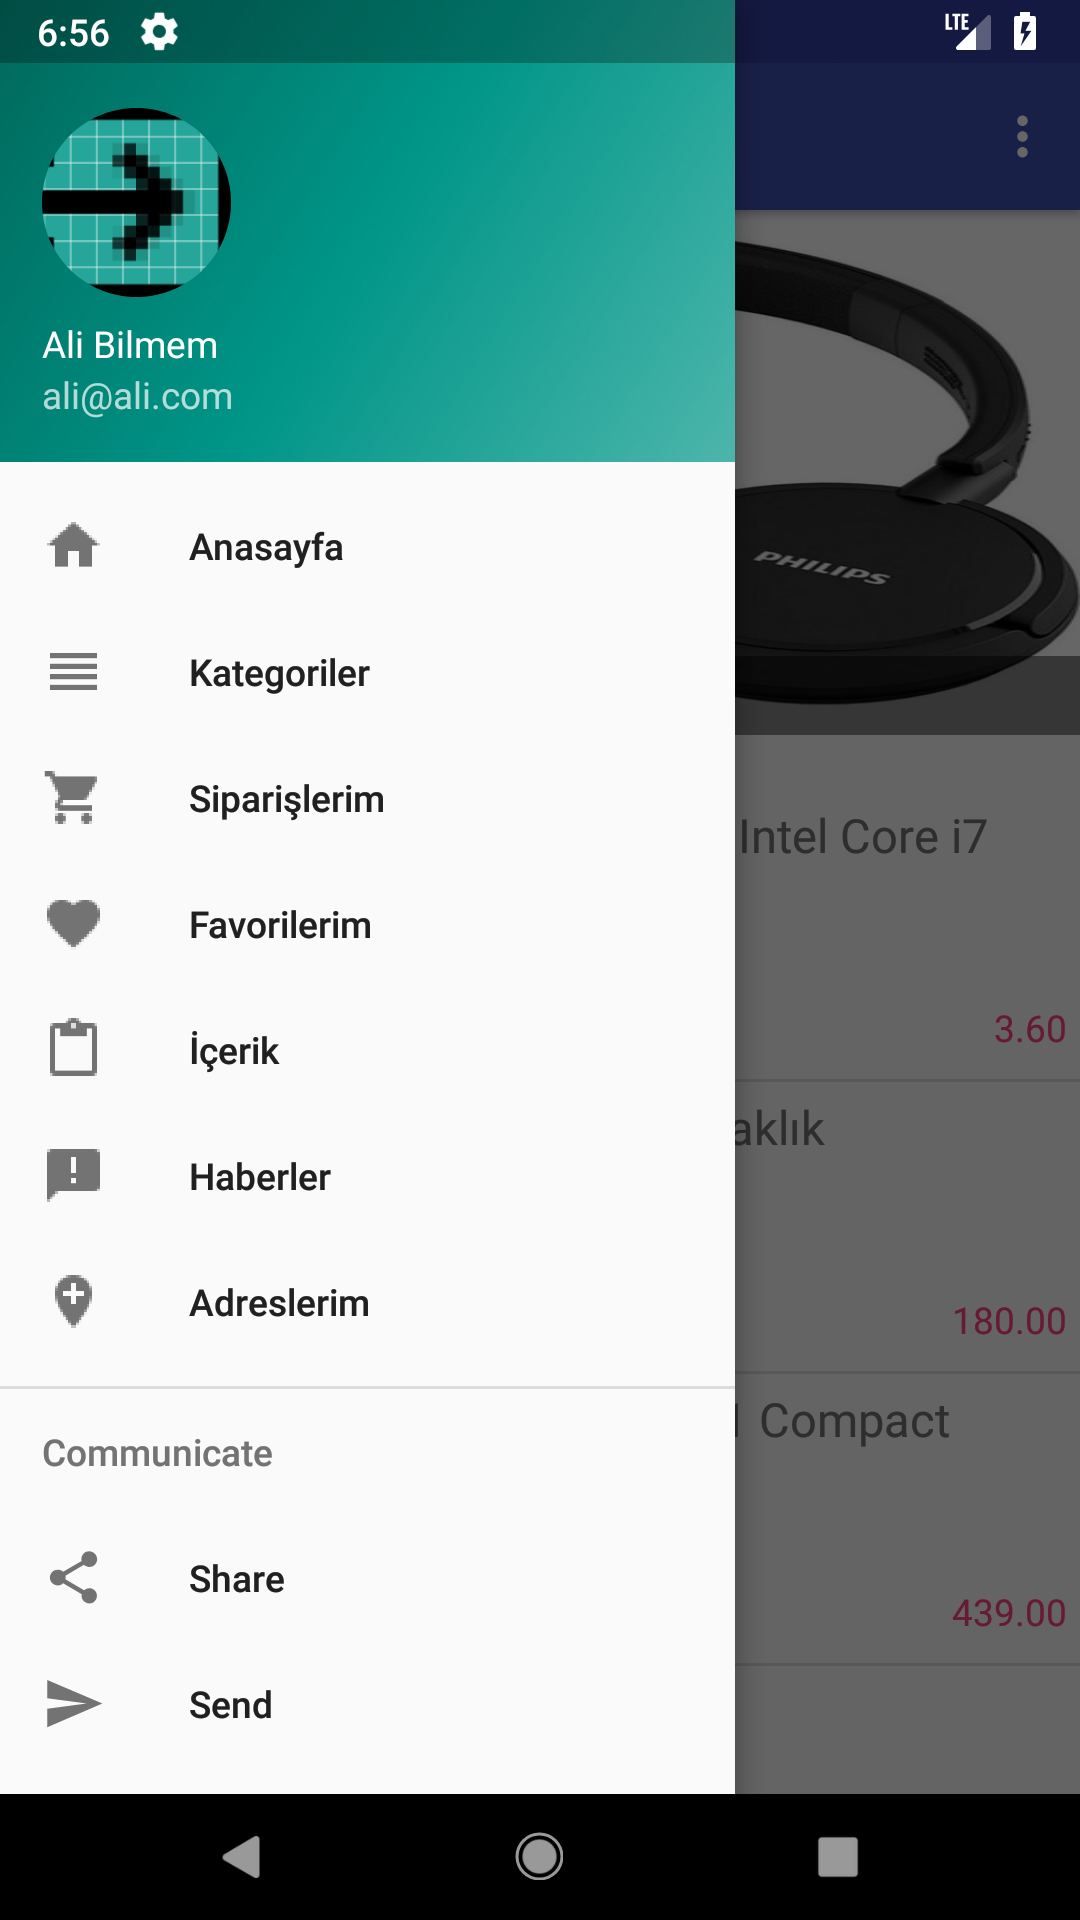 6:56
LTE
Ali Bilmem
ali@ali.com
PHILIPS
Anasayfa
Kategoriler
Siparişlerim
Intel Core i7
Favorilerim
3.60
İçerik
aklık
Haberler
180.00
Adreslerim
Compact
Communicate
Share
439.00
Send